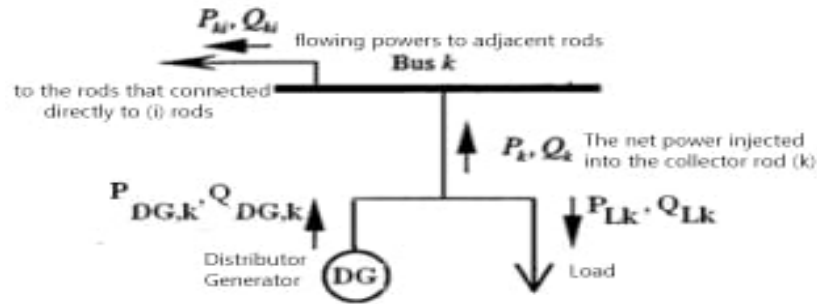 P_ki, Q_ki
flowing powers to adjacent rods
Bus k
to the rods that connected
directly to (i) rods
P_k, Q_k
The net power injected
into the collector rod (k)
P_DG,k, Q_DG,k
P_Lk, Q_Lk
Distributor
Generator
DG
Load